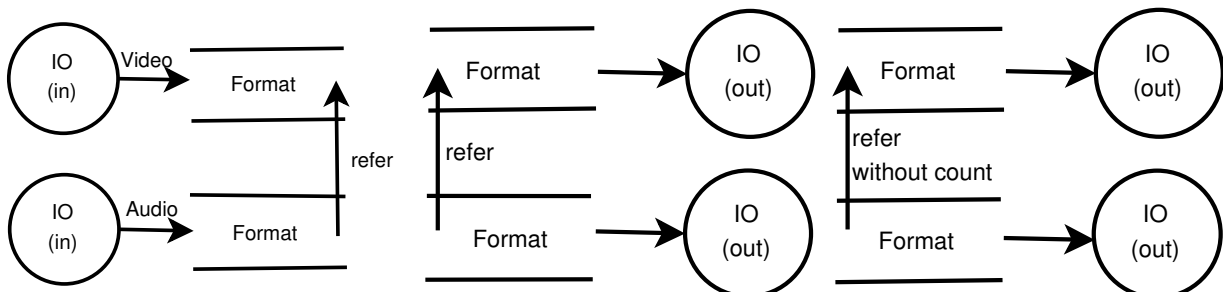 IO
(in)
Video
Format
refer
IO
(in)
Audio
Format
Format
IO
(out)
refer
Format
IO
(out)
Format
IO
(out)
refer
without count
Format
IO
(out)